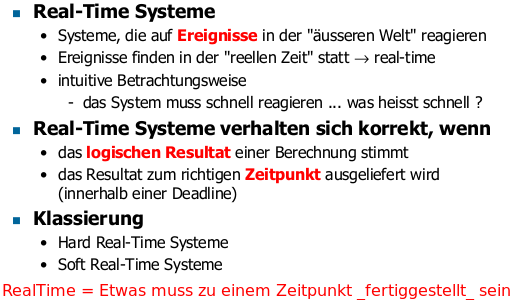 Real-Time Systeme
Systeme, die auf Ereignisse in der "äusseren Welt" reagieren
Ereignisse finden in der "reellen Zeit" statt → real-time
intuitive Betrachtungsweise
- das System muss schnell reagieren ... was heisst schnell ?
Real-Time Systeme verhalten sich korrekt, wenn
das logischen Resultat einer Berechnung stimmt
das Resultat zum richtigen Zeitpunkt ausgeliefert wird
(innerhalb einer Deadline)
Klassierung
Hard Real-Time Systeme
Soft Real-Time Systeme
RealTime = Etwas muss zu einem Zeitpunkt _fertiggestellt_ sein